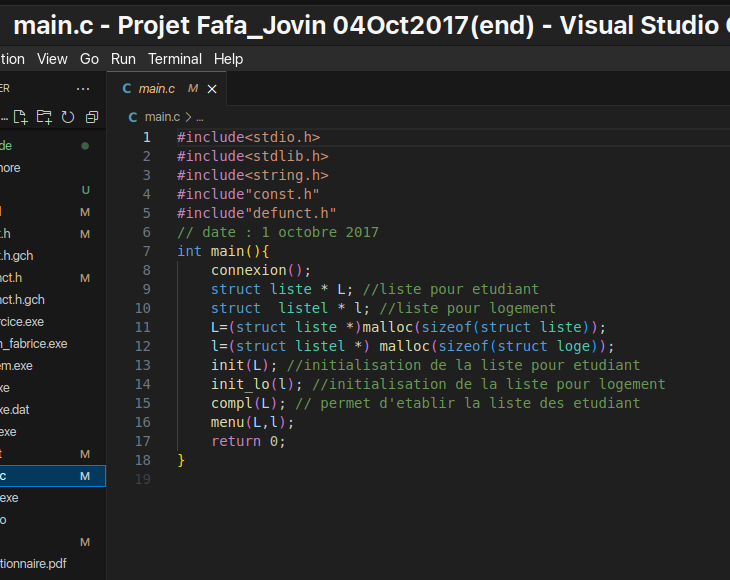 main.c - Projet Fafa_Jovin 04Oct2017(end) - Visual Studio
tion View Go Run Terminal Help
ER ...
C main.c M ×
...
C main.c > ...
de
nore
U
M
.h M
.h.gch
nct.h M
nct.h.gch
rcice.exe
n_fabrice.exe
em.exe
xe
xe.dat
exe
t M
c M
exe
o
M
tionnaire.pdf
1 #include<stdio.h>
2 #include<stdlib.h>
3 #include<string.h>
4 #include"const.h"
5 #include"defunct.h"
6 // date : 1 octobre 2017
7 int main(){
8 connexion();
9 struct liste * L; //liste pour etudiant
10 struct  listel * l; //liste pour logement
11 L=(struct liste *)malloc(sizeof(struct liste));
12 l=(struct listel *) malloc(sizeof(struct loge));
13 init(L); //initialisation de la liste pour etudiant
14 init_lo(l); //initialisation de la liste pour logement
15 compl(L); // permet d'etablir la liste des etudiant
16 menu(L,l);
17 return 0;
18 }
19